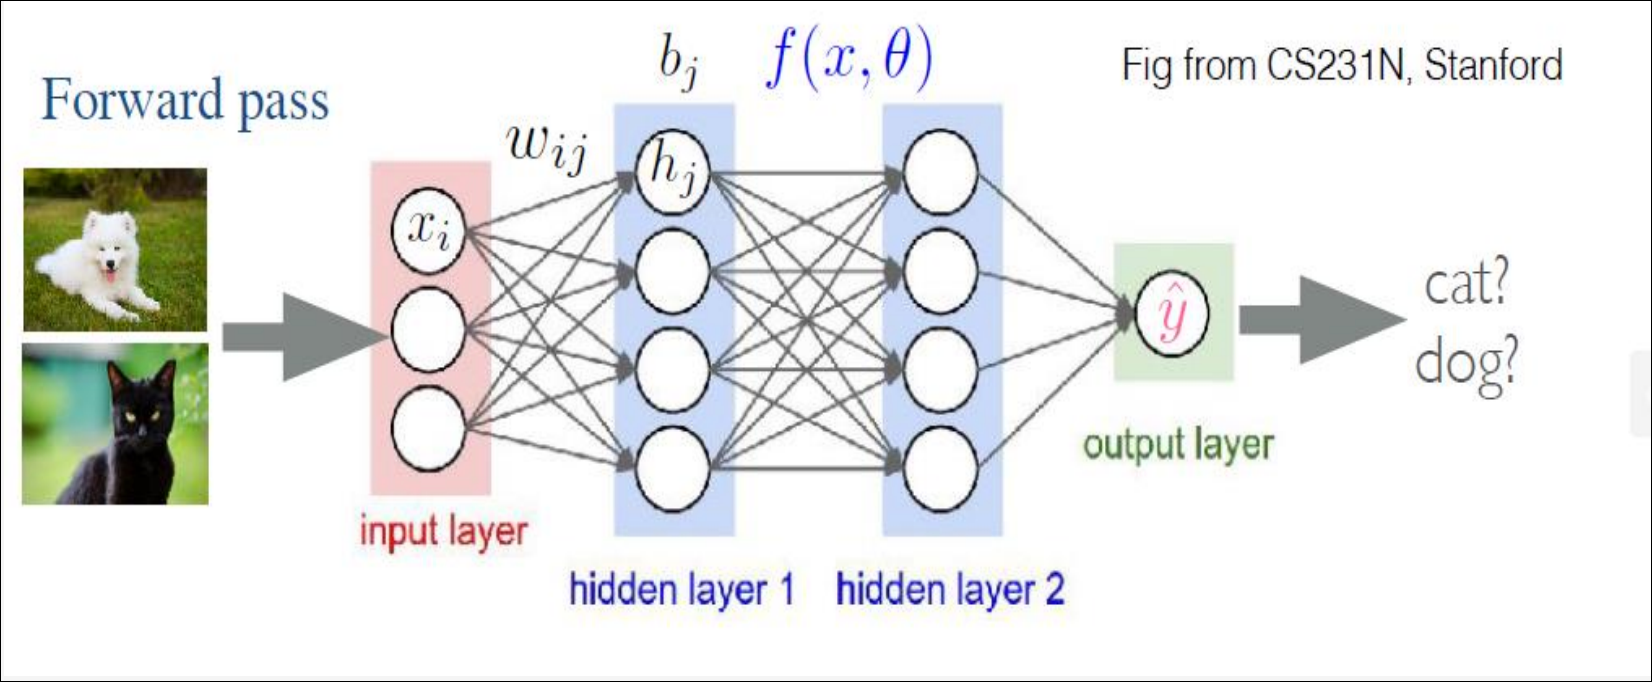 Forward pass
b_j
f(x, θ)
Fig from CS231N, Stanford
w_ij
h_j
x_i
ŷ
cat?
dog?
output layer
input layer
hidden layer 1
hidden layer 2